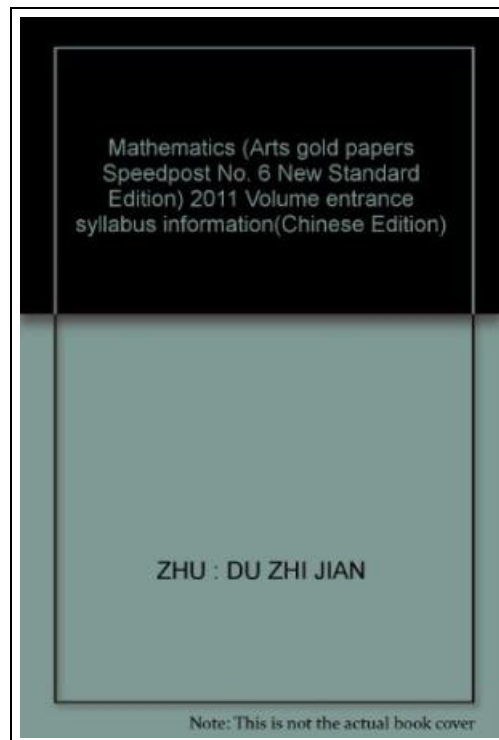 Mathematics (Arts gold papers
Speedpost No. 6 New Standard
Edition) 2011 Volume entrance
syllabus information(Chinese Edition)
ZHU : DU ZHI JIAN
Note: This is not the actual book cover